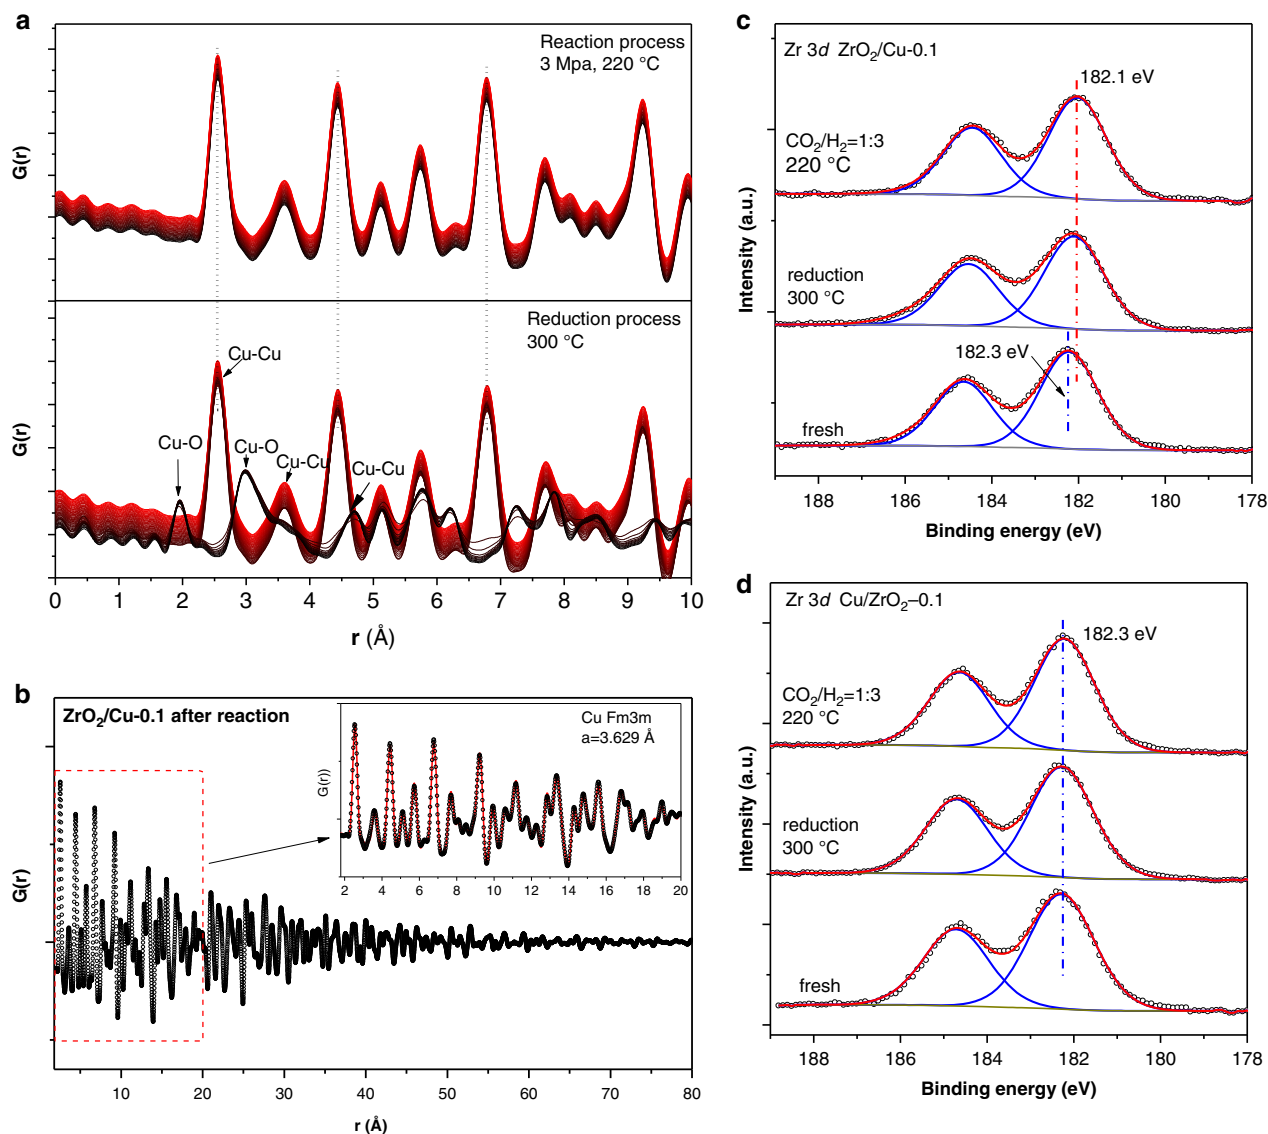 a
Reaction process
3 Mpa, 220 °C
G(r)
Reduction process
300 °C
Cu-Cu
Cu-O
Cu-O
Cu-Cu
Cu-Cu
G(r)
0 1 2 3 4 5 6 7 8 9 10
r (Å)
b
ZrO2/Cu-0.1 after reaction
Cu Fm3m
a=3.629 Å
G(r))
2 4 6 8 10 12 14 16 18 20
G(r)
10 20 30 40 50 60 70 80
r (Å)
c
Zr 3d ZrO2/Cu-0.1
182.1 eV
CO2/H2=1:3
220 °C
reduction
300 °C
182.3 eV
fresh
Intensity (a.u.)
188 186 184 182 180 178
Binding energy (eV)
d
Zr 3d Cu/ZrO2–0.1
182.3 eV
CO2/H2=1:3
220 °C
reduction
300 °C
fresh
Intensity (a.u.)
188 186 184 182 180 178
Binding energy (eV)